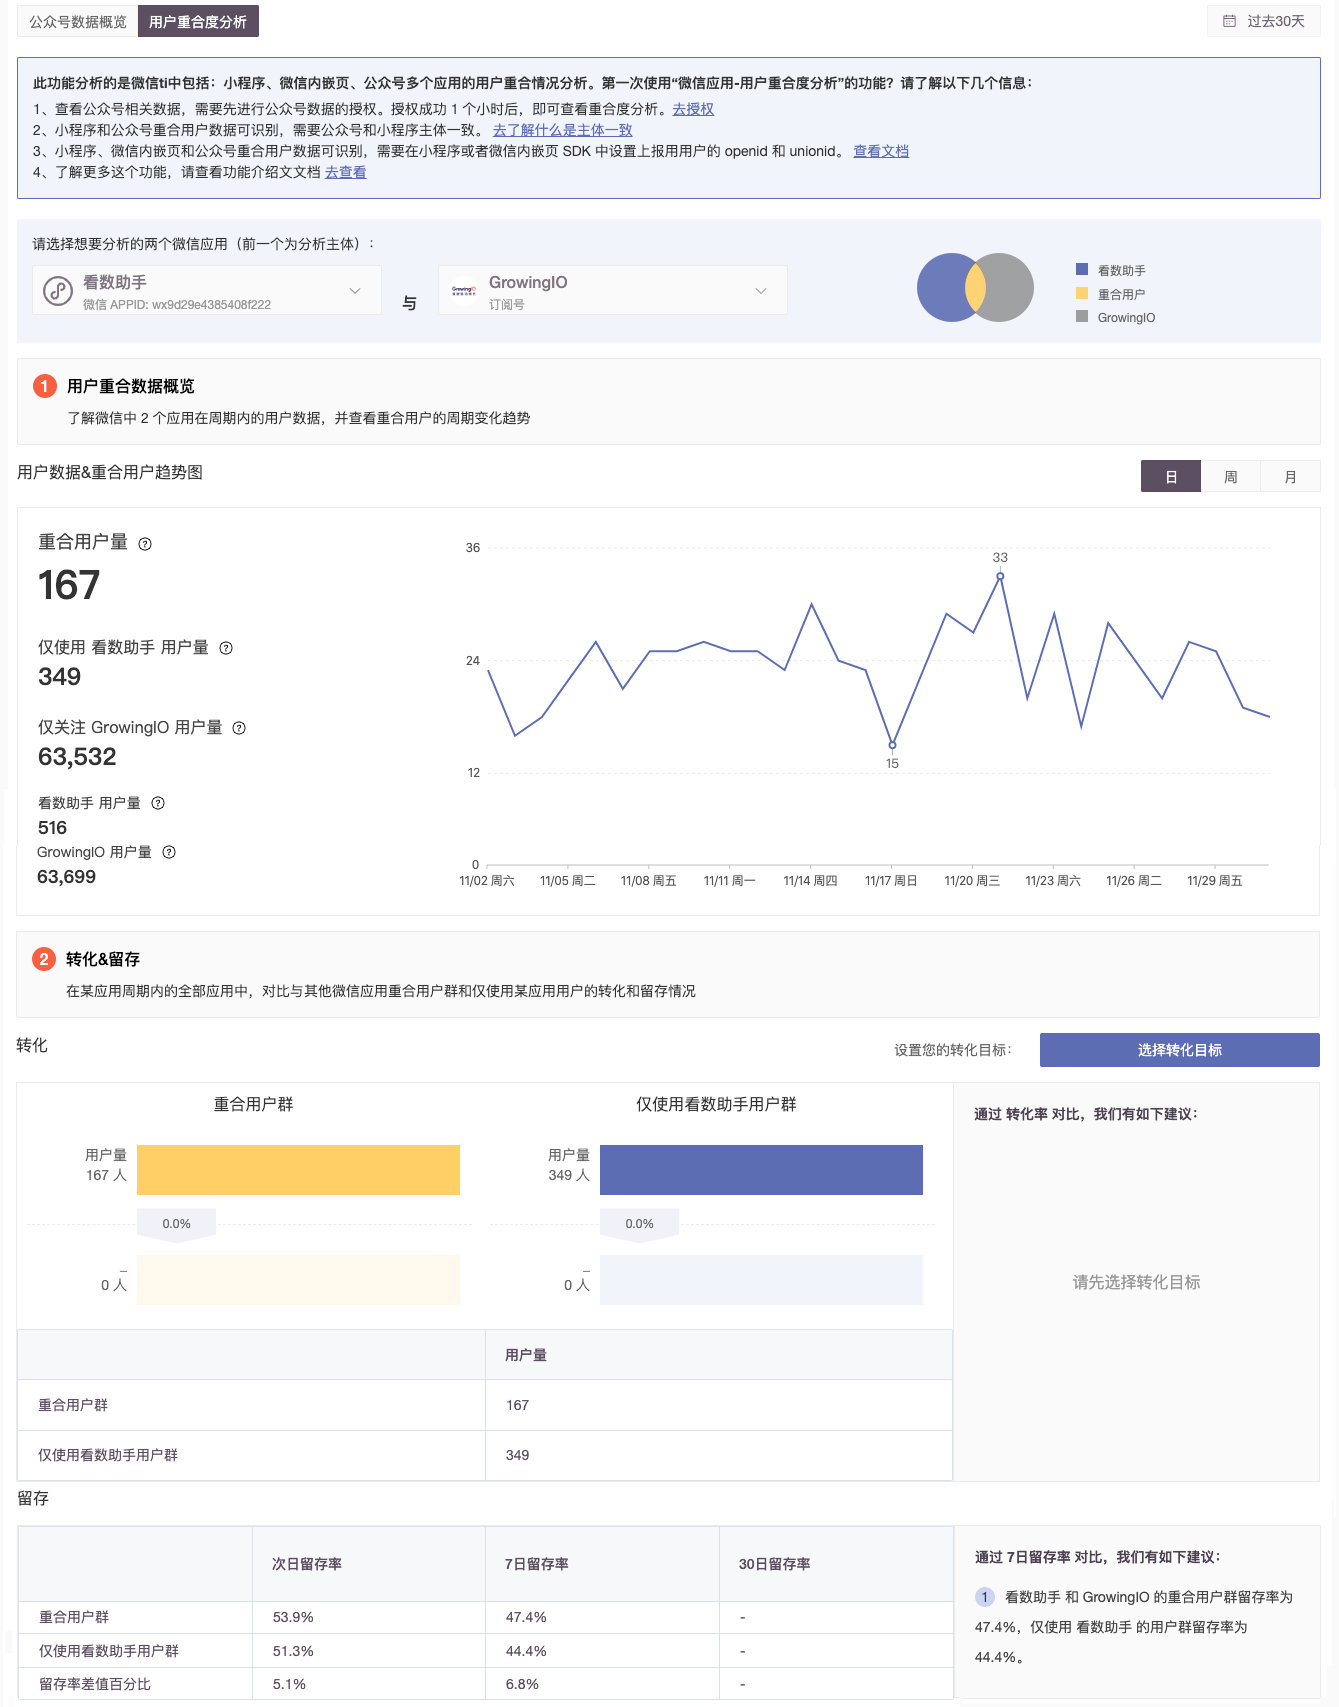 公众号数据概览 用户重合度分析 过去30天
此功能分析的是微信ti中包括：小程序、微信内嵌页、公众号多个应用的用户重合情况分析。第一次使用“微信应用-用户重合度分析”的功能？请了解以下几个信息：
1、查看公众号相关数据，需要先进行公众号数据的授权。授权成功 1 个小时后，即可查看重合度分析。去授权
2、小程序和公众号重合用户数据可识别，需要公众号和小程序主体一致。 去了解什么是主体一致
3、小程序、微信内嵌页和公众号重合用户数据可识别，需要在小程序或者微信内嵌页 SDK 中设置上报用用户的 openid 和 unionid。 查看文档
4、了解更多这个功能，请查看功能介绍文文档 去查看
请选择想要分析的两个微信应用（前一个为分析主体）：
看数助手
微信 APPID: wx9d29e4385408f222
与
GrowingIO
GrowingIO
订阅号
看数助手
重合用户
GrowingIO
1 用户重合数据概览
了解微信中 2 个应用在周期内的用户数据，并查看重合用户的周期变化趋势
用户数据&重合用户趋势图 日 周 月
重合用户量 ?
167
仅使用 看数助手 用户量 ?
349
仅关注 GrowingIO 用户量 ?
63,532
看数助手 用户量 ?
516
GrowingIO 用户量 ?
63,699
36
33
24
15
12
0
11/02 周六 11/05 周二 11/08 周五 11/11 周一 11/14 周四 11/17 周日 11/20 周三 11/23 周六 11/26 周二 11/29 周五
2 转化&留存
在某应用周期内的全部应用中，对比与其他微信应用重合用户群和仅使用某应用用户的转化和留存情况
转化 设置您的转化目标： 选择转化目标
重合用户群 仅使用看数助手用户群
用户量 用户量
167 人 349 人
0.0% 0.0%
– –
0 人 0 人
通过 转化率 对比，我们有如下建议：
请先选择转化目标
用户量
重合用户群 167
仅使用看数助手用户群 349
留存
次日留存率 7日留存率 30日留存率
重合用户群 53.9% 47.4% -
仅使用看数助手用户群 51.3% 44.4% -
留存率差值百分比 5.1% 6.8% -
通过 7日留存率 对比，我们有如下建议：
1 看数助手 和 GrowingIO 的重合用户群留存率为
47.4%，仅使用 看数助手 的用户群留存率为
44.4%。